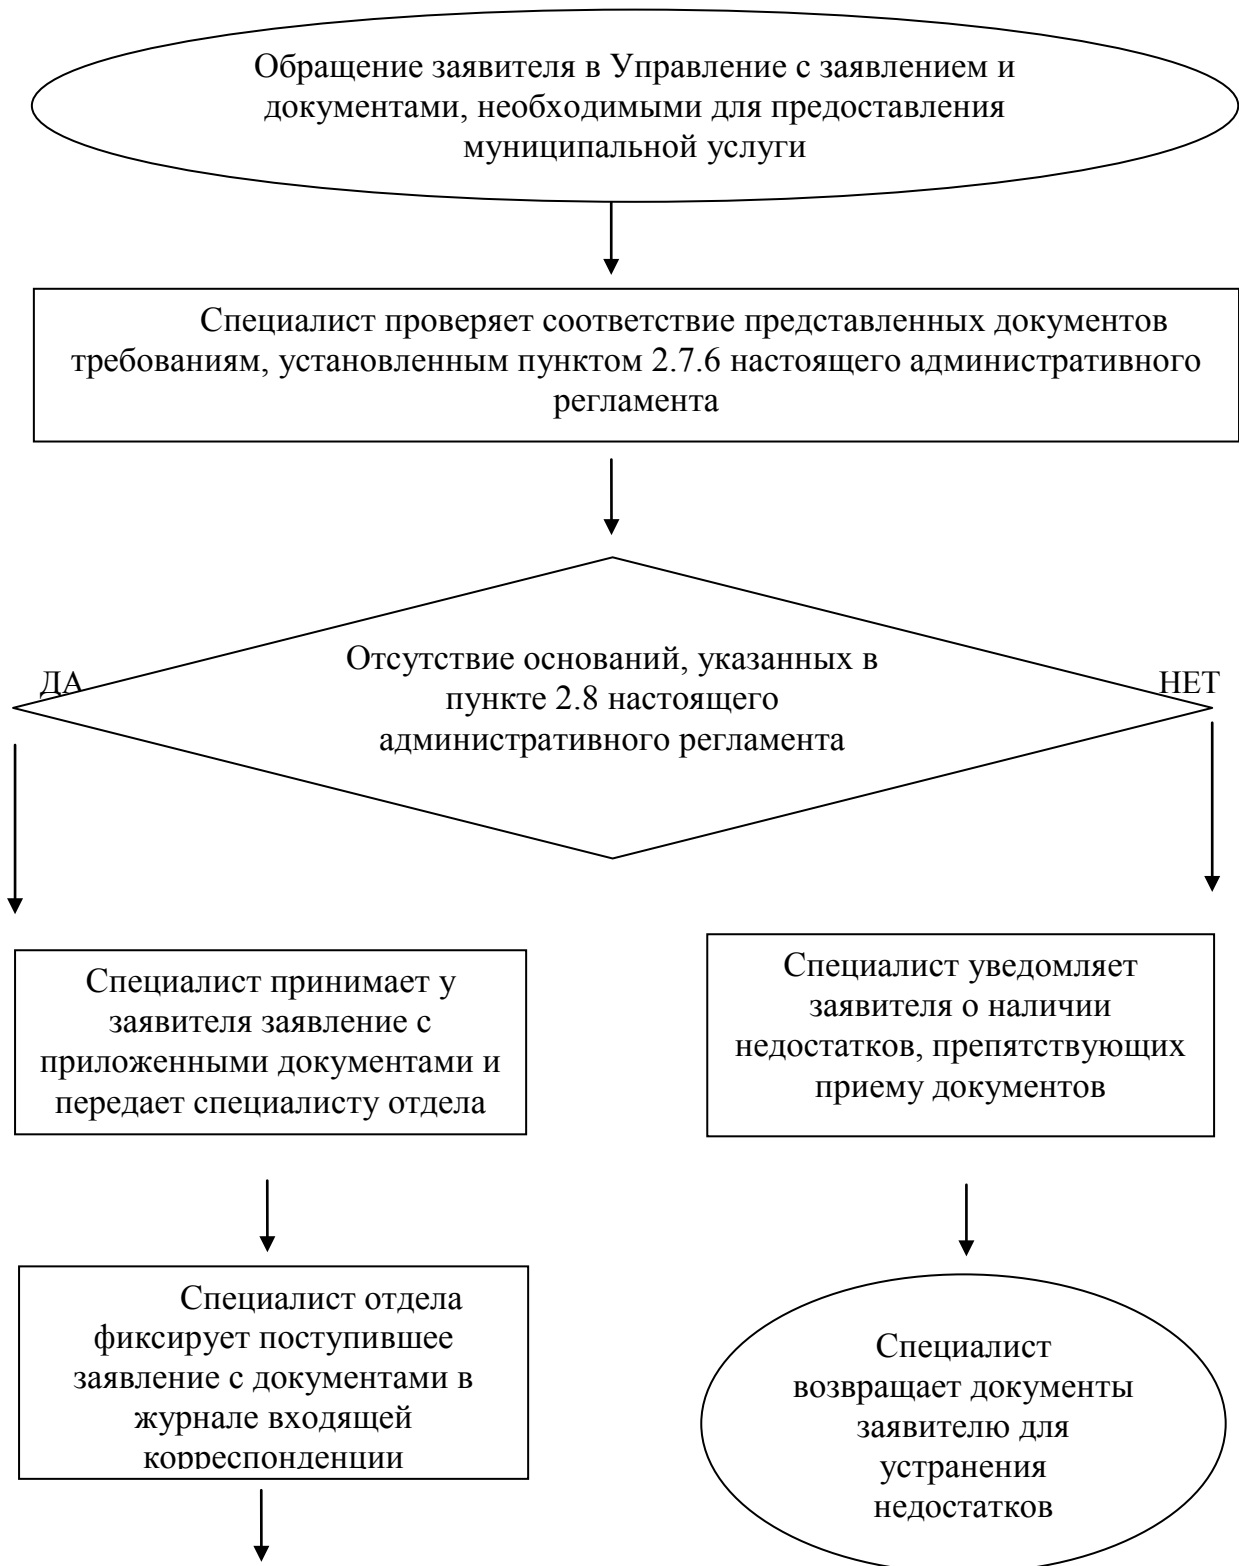 Обращение заявителя в Управление с заявлением и
документами, необходимыми для предоставления
муниципальной услуги
Специалист проверяет соответствие представленных документов
требованиям, установленным пунктом 2.7.6 настоящего административного
регламента
Отсутствие оснований, указанных в
пункте 2.8 настоящего
административного регламента
ДА
НЕТ
Специалист принимает у
заявителя заявление с
приложенными документами и
передает специалисту отдела
Специалист уведомляет
заявителя о наличии
недостатков, препятствующих
приему документов
Специалист отдела
фиксирует поступившее
заявление с документами в
журнале входящей
корреспонденции
Специалист
возвращает документы
заявителю для
устранения
недостатков